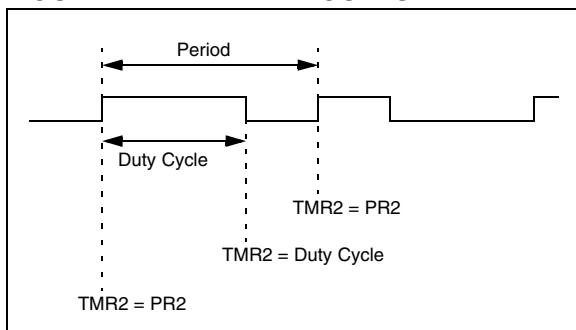 Period
Duty Cycle
TMR2 = PR2
TMR2 = Duty Cycle
TMR2 = PR2